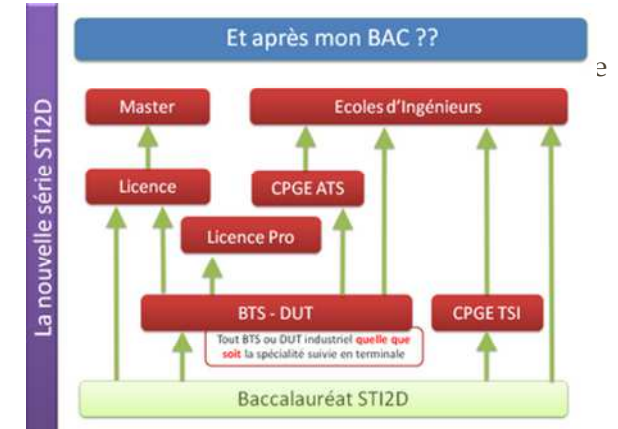 La nouvelle série STI2D
Et après mon BAC ??
Master
Ecoles d'Ingénieurs
Licence
CPGE ATS
Licence Pro
BTS - DUT
CPGE TSI
Tout BTS ou DUT industriel quelle que
soit la spécialité suivie en terminale
Baccalauréat STI2D